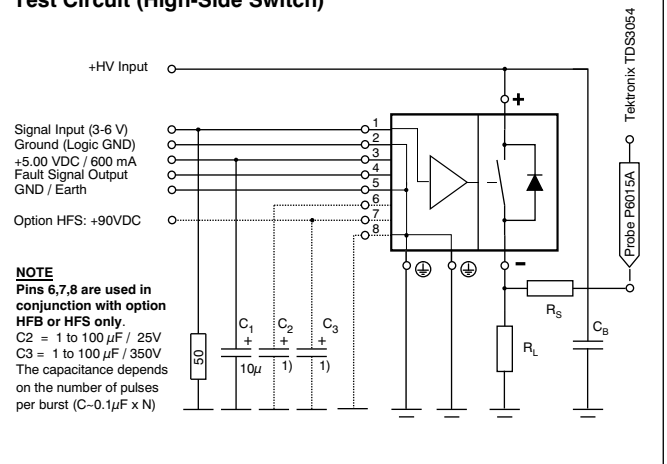 Test Circuit (High-Side Switch)
Tektronix TDS3054
+HV Input
+
Signal Input (3-6 V)
Ground (Logic GND)
+5.00 VDC / 600 mA
Fault Signal Output
GND / Earth
Option HFS: +90VDC
1
2
3
4
5
6
7
8
Probe P6015A
-
NOTE
Pins 6,7,8 are used in
conjunction with option
HFB or HFS only.
C2 = 1 to 100 µF / 25V
C3 = 1 to 100 µF / 350V
The capacitance depends
on the number of pulses
per burst (C~0.1µF x N)
50
C1
+
10µ
C2
+
1)
C3
+
1)
RS
RL
CB